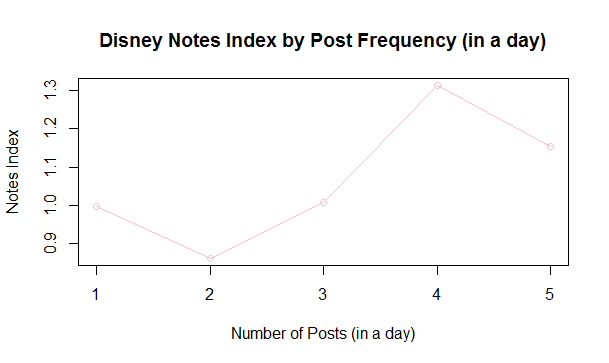 Disney Notes Index by Post Frequency (in a day)
Notes Index
1.3
1.2
1.1
1.0
0.9
1 2 3 4 5
Number of Posts (in a day)